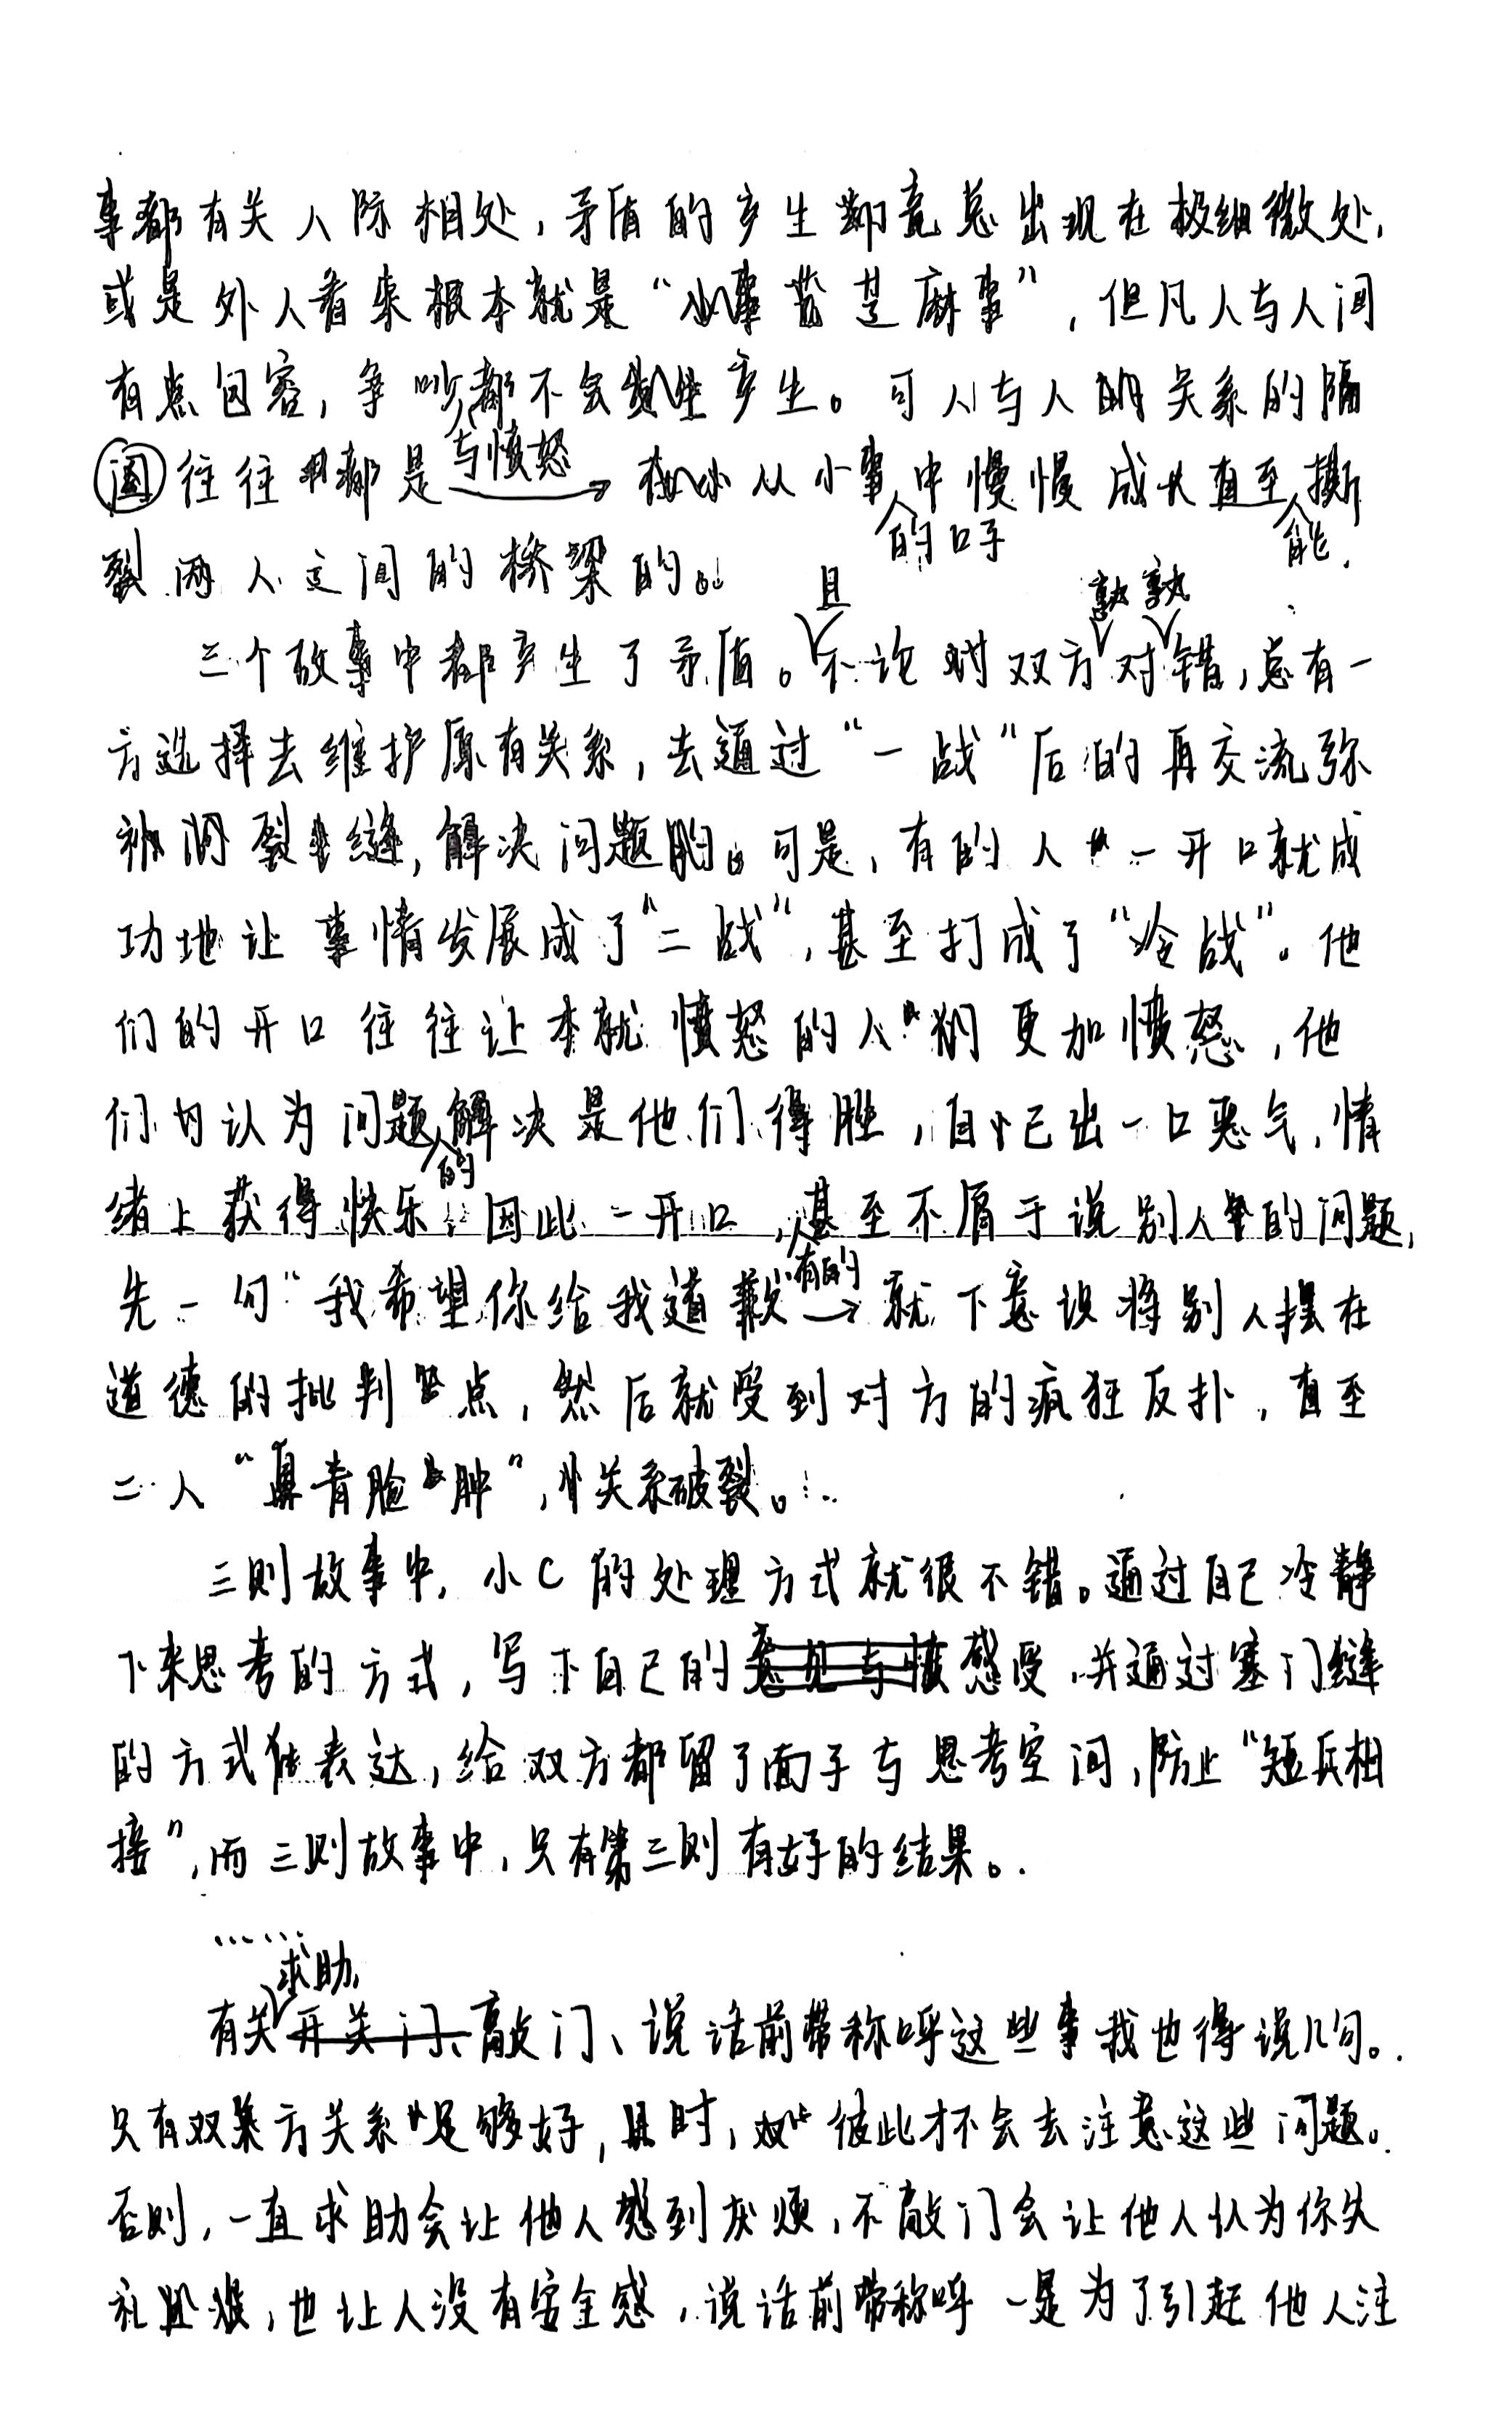 事都有关人际相处，矛盾的产生却竟总出现在极细微处，
或是外人看来根本就是“芝麻事”，但凡人与人间
有点包容，争吵与愤怒都不会产生。可人与人的关系的隔
阂往往都是从小事的口子中慢慢成长直至能撕
裂两人之间的桥梁的。
三个故事中都产生了矛盾。且不论双方孰对孰错，总有一
方选择去维护原有关系，去通过“一战”后的再交流弥
补裂缝，解决问题。可是，有的人一开口就成
功地让事情发展成了“二战”，甚至打成了“冷战”。他
们的开口往往让本就愤怒的人更加愤怒，他
们认为问题的解决是他们得胜，自己出一口恶气，情
绪上获得快乐。因此一开口，有的甚至不屑于说别人的问题，
先一句“我希望你给我道歉”就下意识将别人摆在
道德的批判点，然后就受到对方的疯狂反扑，直至
二人“鼻青脸肿”，关系破裂。
三则故事中，小C的处理方式就很不错。通过自己冷静
下来思考的方式，写下自己的感受，并通过塞门缝
的方式表达，给双方都留了面子与思考空间，防止“短兵相
接”，而三则故事中，只有第三则有好的结果。
……
有关求助、敲门、说话前带称呼这些事我也得说几句。
只有双方关系足够好时，彼此才不会去注意这些问题。
否则，一直求助会让他人感到厌烦，不敲门会让他人认为你失
礼，也让人没有安全感，说话前带称呼一是为了引起他人注